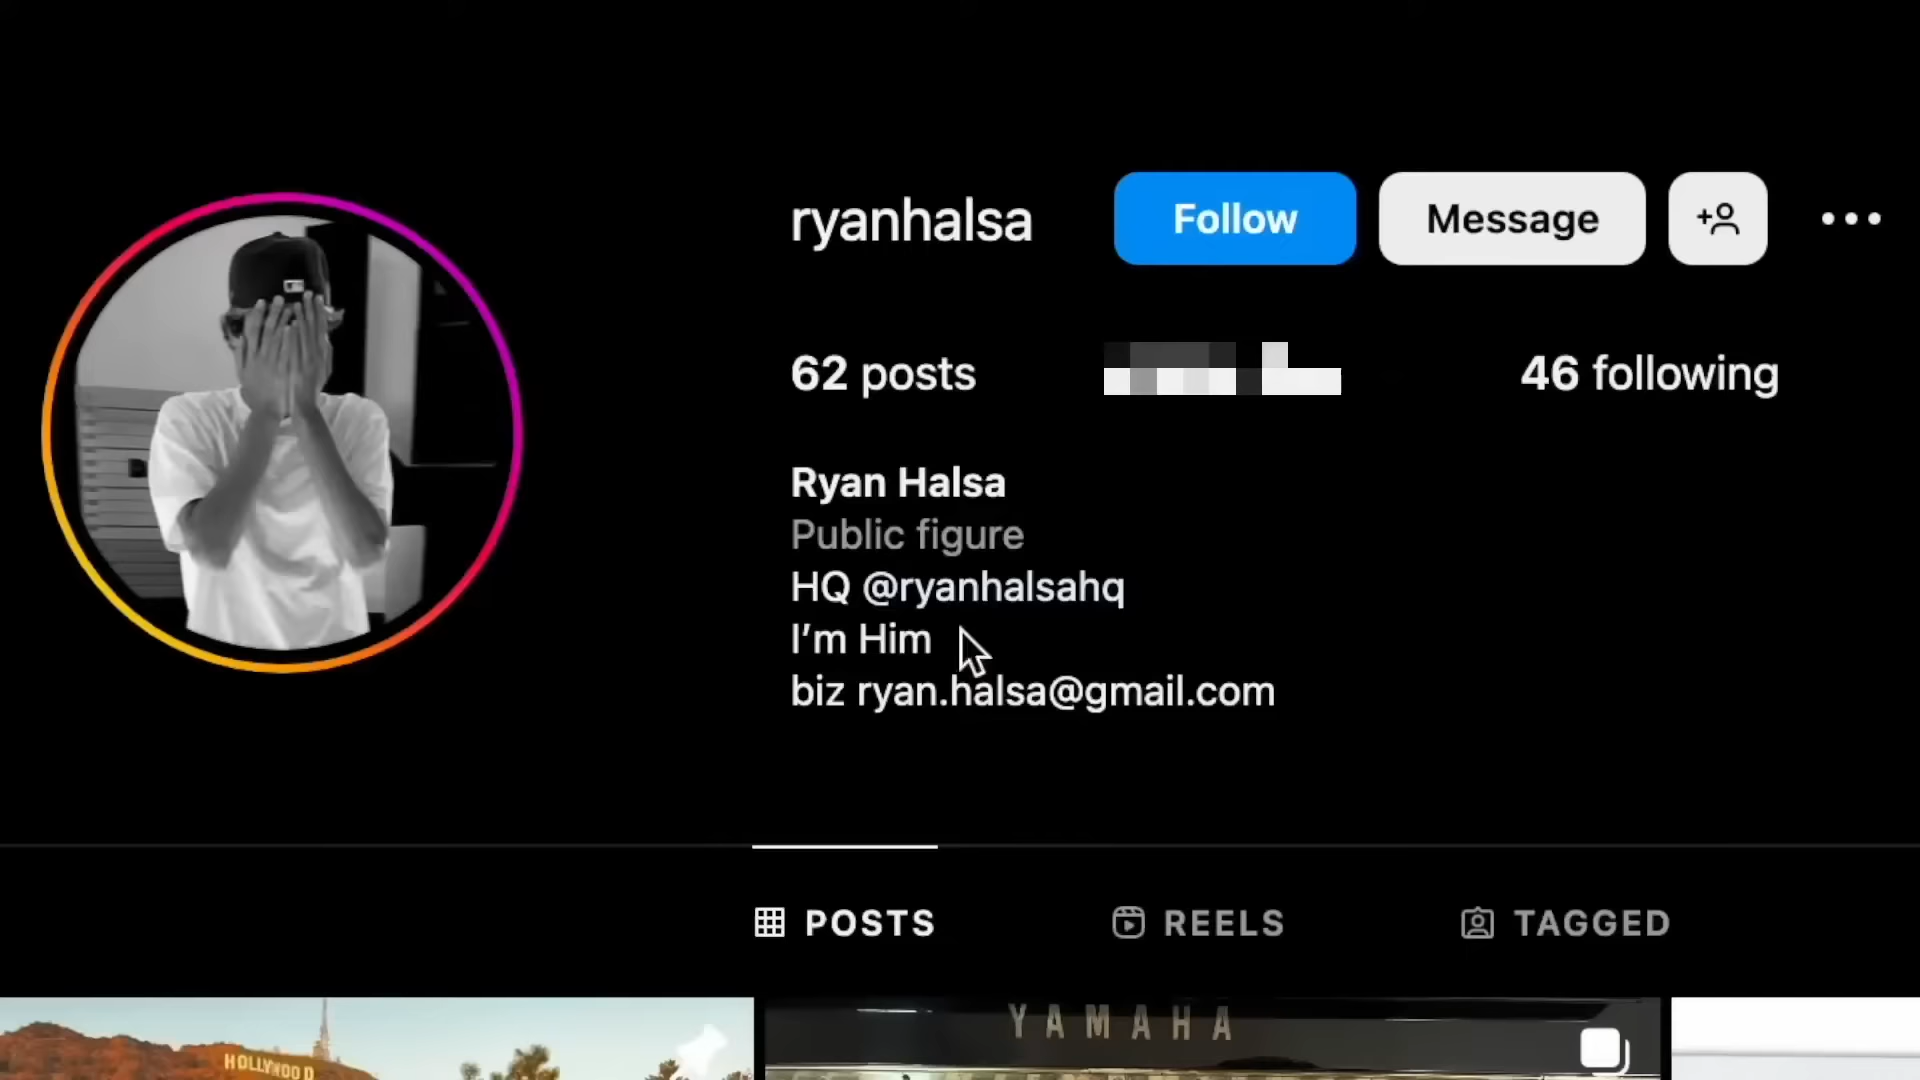 ryanhalsa
Follow
Message
62 posts
46 following
Ryan Halsa
Public figure
HQ @ryanhalsahq
I’m Him
biz ryan.halsa@gmail.com
POSTS
REELS
TAGGED
HOLLYWOOD
YAMAHA